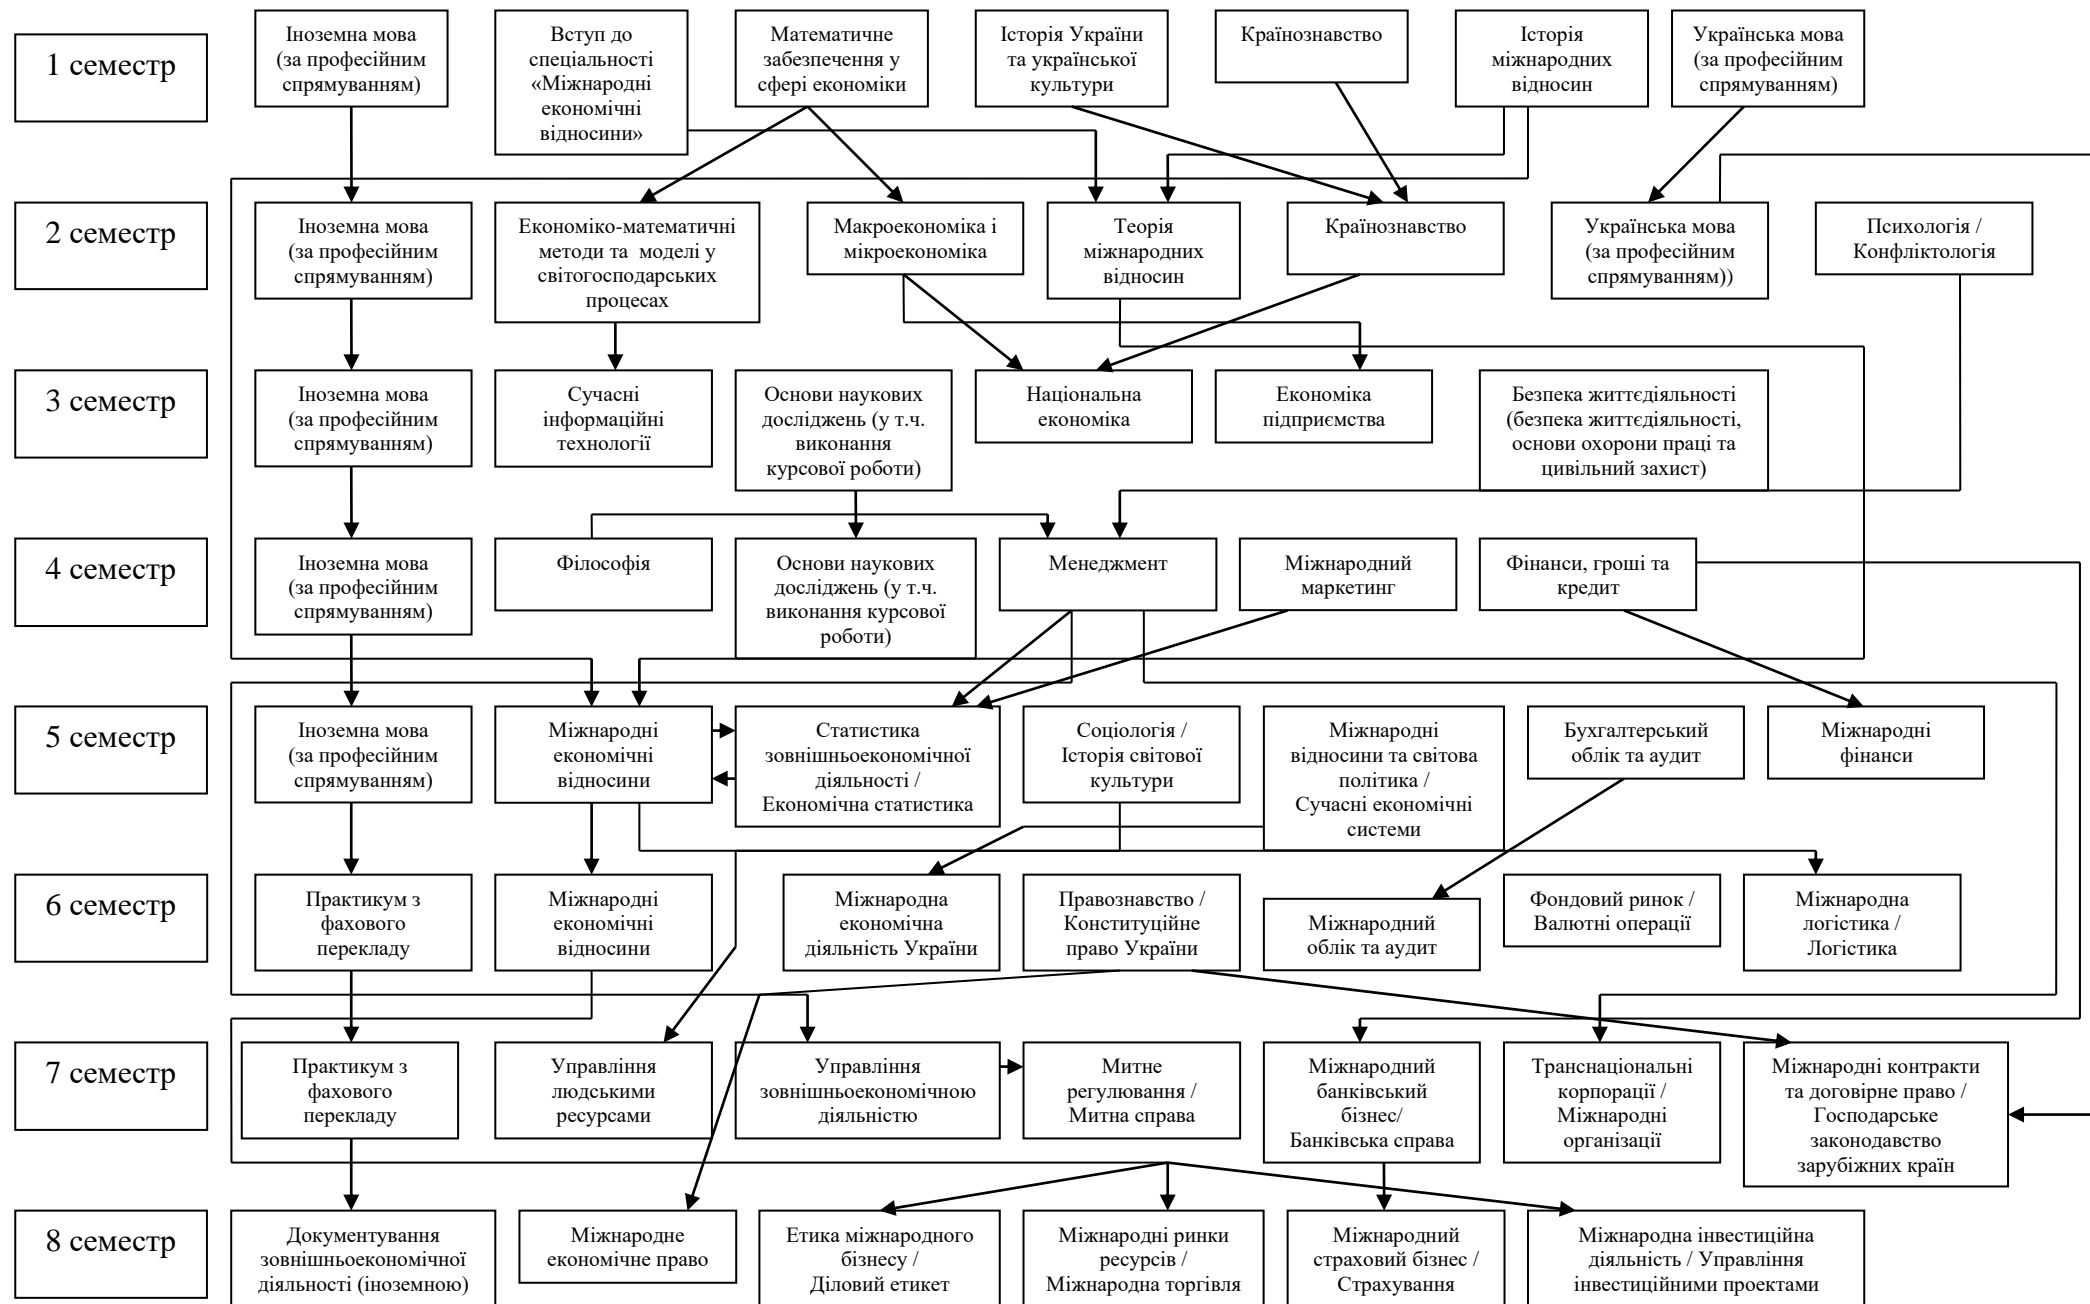 1 семестр
Іноземна мова
(за професійним
спрямуванням)
Вступ до
спеціальності
«Міжнародні
економічні
відносини»
Математичне
забезпечення у
сфері економіки
Історія України
та української
культури
Країнознавство
Історія
міжнародних
відносин
Українська мова
(за професійним
спрямуванням)
2 семестр
Іноземна мова
(за професійним
спрямуванням)
Економіко-математичні
методи та моделі у
світогосподарських
процесах
Макроекономіка і
мікроекономіка
Теорія
міжнародних
відносин
Країнознавство
Українська мова
(за професійним
спрямуванням))
Психологія /
Конфліктологія
3 семестр
Іноземна мова
(за професійним
спрямуванням)
Сучасні
інформаційні
технології
Основи наукових
досліджень (у т.ч.
виконання
курсової роботи)
Національна
економіка
Економіка
підприємства
Безпека життєдіяльності
(безпека життєдіяльності,
основи охорони праці та
цивільний захист)
4 семестр
Іноземна мова
(за професійним
спрямуванням)
Філософія
Основи наукових
досліджень (у т.ч.
виконання курсової
роботи)
Менеджмент
Міжнародний
маркетинг
Фінанси, гроші та
кредит
5 семестр
Іноземна мова
(за професійним
спрямуванням)
Міжнародні
економічні
відносини
Статистика
зовнішньоекономічної
діяльності /
Економічна статистика
Соціологія /
Історія світової
культури
Міжнародні
відносини та світова
політика /
Сучасні економічні
системи
Бухгалтерський
облік та аудит
Міжнародні
фінанси
6 семестр
Практикум з
фахового
перекладу
Міжнародні
економічні
відносини
Міжнародна
економічна
діяльність України
Правознавство /
Конституційне
право України
Міжнародний
облік та аудит
Фондовий ринок /
Валютні операції
Міжнародна
логістика /
Логістика
7 семестр
Практикум з
фахового
перекладу
Управління
людськими
ресурсами
Управління
зовнішньоекономічною
діяльністю
Митне
регулювання /
Митна справа
Міжнародний
банківський
бізнес/
Банківська справа
Транснаціональні
корпорації /
Міжнародні
організації
Міжнародні контракти
та договірне право /
Господарське
законодавство
зарубіжних країн
8 семестр
Документування
зовнішньоекономічної
діяльності (іноземною)
Міжнародне
економічне право
Етика міжнародного
бізнесу /
Діловий етикет
Міжнародні ринки
ресурсів /
Міжнародна торгівля
Міжнародний
страховий бізнес /
Страхування
Міжнародна інвестиційна
діяльність / Управління
інвестиційними проектами